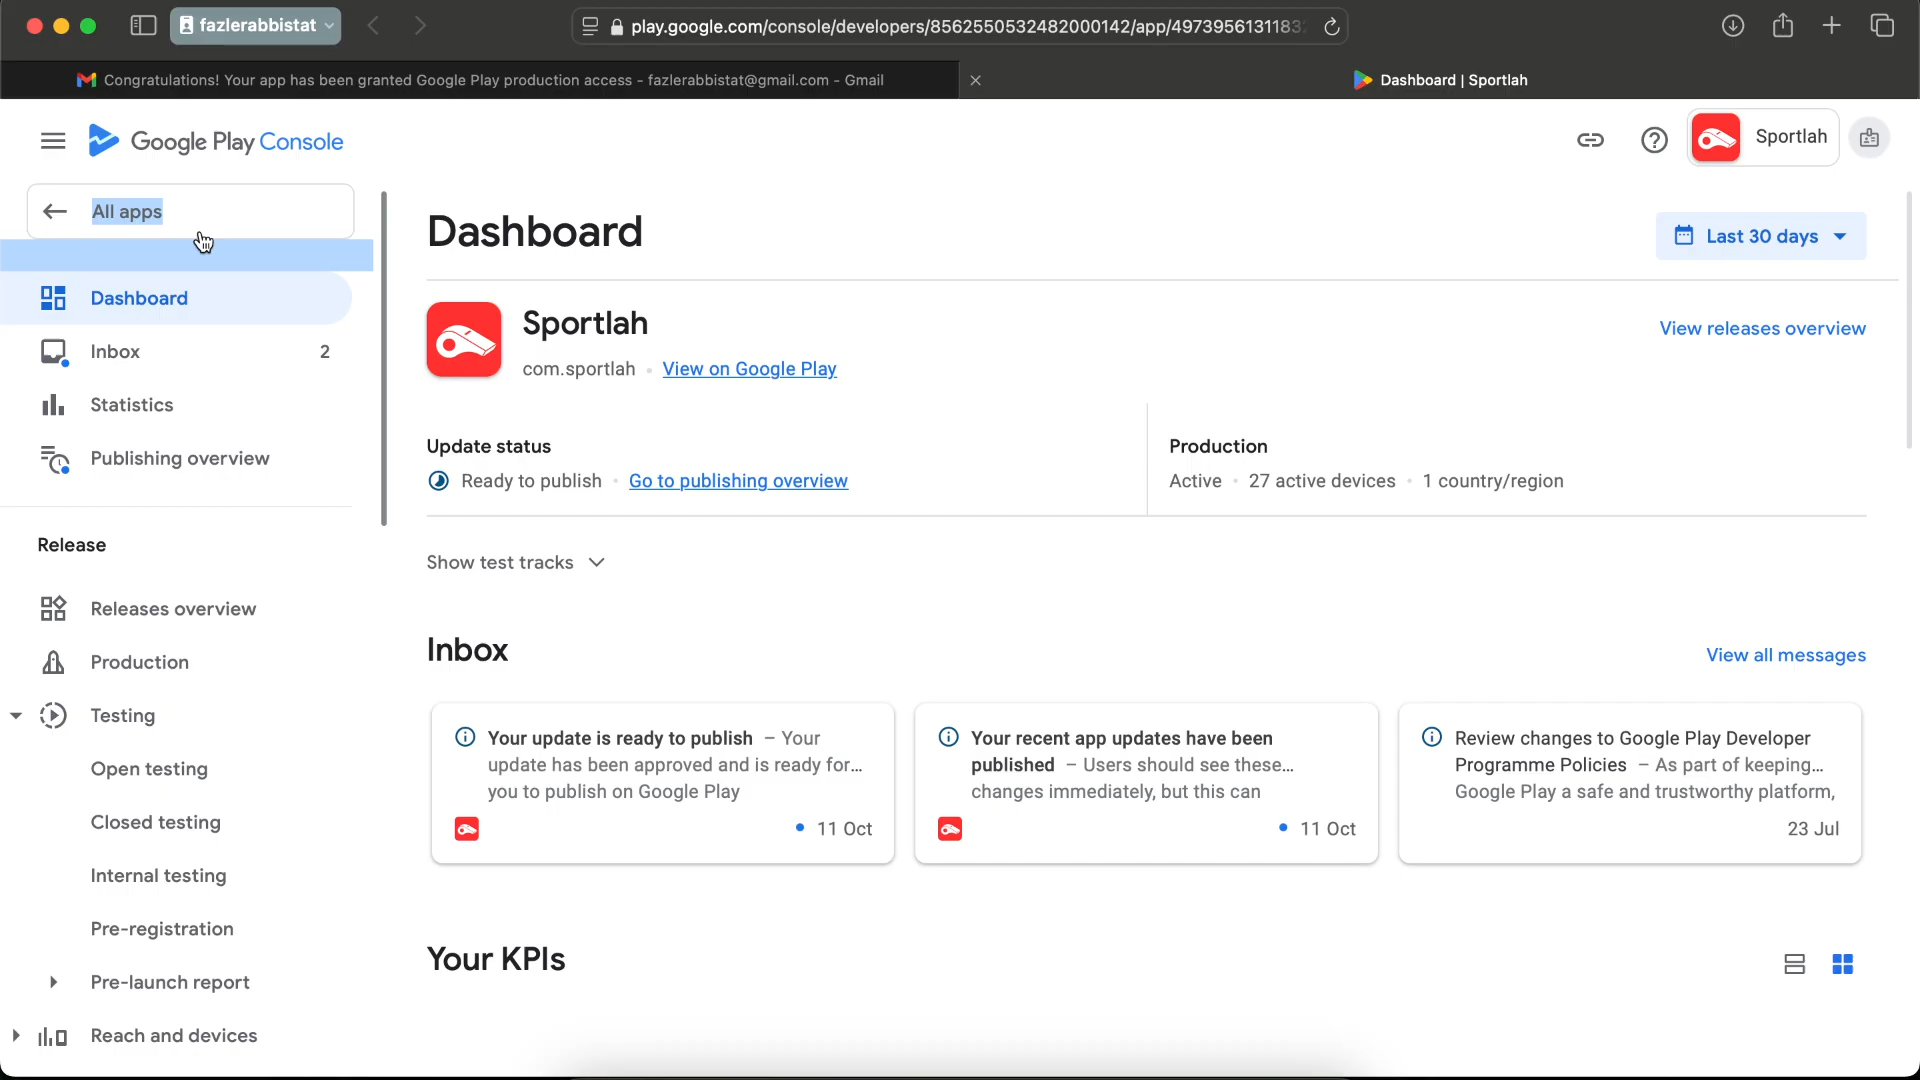 fazlerabbistat
play.google.com/console/developers/8562550532482000142/app/4973956131183
Congratulations! Your app has been granted Google Play production access - fazlerabbistat@gmail.com - Gmail
Dashboard | Sportlah
Google Play Console
Sportlah
All apps
Dashboard
Inbox 2
Statistics
Publishing overview
Release
Releases overview
Production
Testing
Open testing
Closed testing
Internal testing
Pre-registration
Pre-launch report
Reach and devices
Dashboard
Last 30 days
Sportlah
com.sportlah • View on Google Play
View releases overview
Update status
Ready to publish • Go to publishing overview
Production
Active • 27 active devices • 1 country/region
Show test tracks
Inbox
View all messages
Your update is ready to publish – Your
update has been approved and is ready for...
you to publish on Google Play
11 Oct
Your recent app updates have been
published – Users should see these...
changes immediately, but this can
11 Oct
Review changes to Google Play Developer
Programme Policies – As part of keeping...
Google Play a safe and trustworthy platform,
23 Jul
Your KPIs